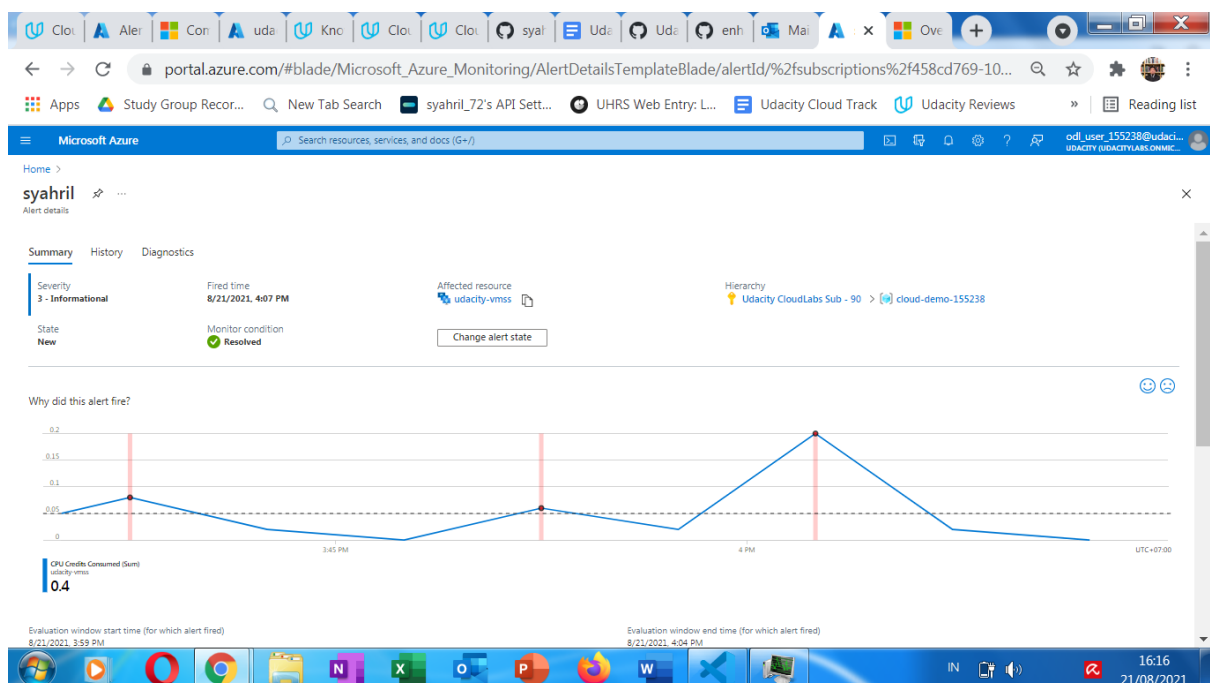 Clou
Aler
Con
uda
Kno
Clou
Clou
syah
Uda
Uda
enh
Mai
Ove
portal.azure.com/#blade/Microsoft_Azure_Monitoring/AlertDetailsTemplateBlade/alertId/%2fsubscriptions%2f458cd769-10...
Apps
Study Group Recor...
New Tab Search
syahril_72's API Sett...
UHRS Web Entry: L...
Udacity Cloud Track
Udacity Reviews
»
Reading list
Microsoft Azure
Search resources, services, and docs (G+/)
odl_user_155238@udaci...
UDACITY (UDACITYLABS.ONMIC...
Home >
syahril
...
Alert details
Summary
History
Diagnostics
Severity
3 - Informational
Fired time
8/21/2021, 4:07 PM
Affected resource
udacity-vmss
Hierarchy
Udacity CloudLabs Sub - 90 > cloud-demo-155238
State
New
Monitor condition
Resolved
Change alert state
Why did this alert fire?
0.2
0.15
0.1
0.05
0
3:45 PM
4 PM
UTC+07:00
CPU Credits Consumed (Sum)
udacity-vmss
0.4
Evaluation window start time (for which alert fired)
8/21/2021, 3:59 PM
Evaluation window end time (for which alert fired)
8/21/2021, 4:04 PM
IN
16:16
21/08/2021